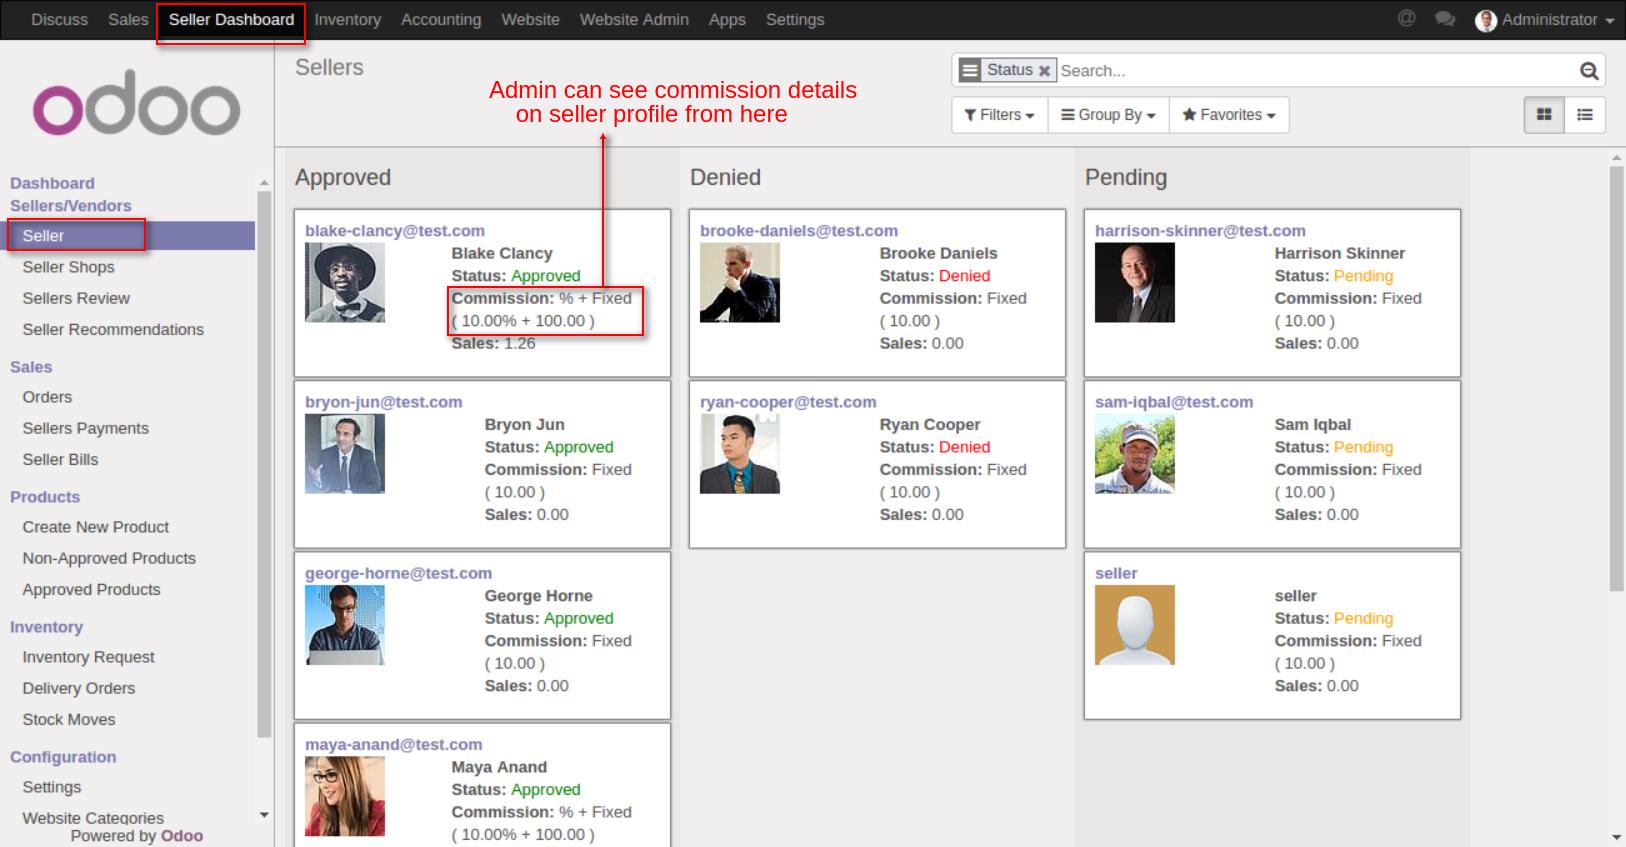 Discuss Sales Seller Dashboard Inventory Accounting Website Website Admin Apps Settings @ Administrator
odoo
Dashboard
Sellers/Vendors
Seller
Seller Shops
Sellers Review
Seller Recommendations
Sales
Orders
Sellers Payments
Seller Bills
Products
Create New Product
Non-Approved Products
Approved Products
Inventory
Inventory Request
Delivery Orders
Stock Moves
Configuration
Settings
Website Categories
Powered by Odoo
Sellers
Admin can see commission details
on seller profile from here
Status Search...
Filters Group By Favorites
Approved
blake-clancy@test.com
Blake Clancy
Status: Approved
Commission: % + Fixed
( 10.00% + 100.00 )
Sales: 1.26
bryon-jun@test.com
Bryon Jun
Status: Approved
Commission: Fixed
( 10.00 )
Sales: 0.00
george-horne@test.com
George Horne
Status: Approved
Commission: Fixed
( 10.00 )
Sales: 0.00
maya-anand@test.com
Maya Anand
Status: Approved
Commission: % + Fixed
( 10.00% + 100.00 )
Denied
brooke-daniels@test.com
Brooke Daniels
Status: Denied
Commission: Fixed
( 10.00 )
Sales: 0.00
ryan-cooper@test.com
Ryan Cooper
Status: Denied
Commission: Fixed
( 10.00 )
Sales: 0.00
Pending
harrison-skinner@test.com
Harrison Skinner
Status: Pending
Commission: Fixed
( 10.00 )
Sales: 0.00
sam-iqbal@test.com
Sam Iqbal
Status: Pending
Commission: Fixed
( 10.00 )
Sales: 0.00
seller
seller
Status: Pending
Commission: Fixed
( 10.00 )
Sales: 0.00